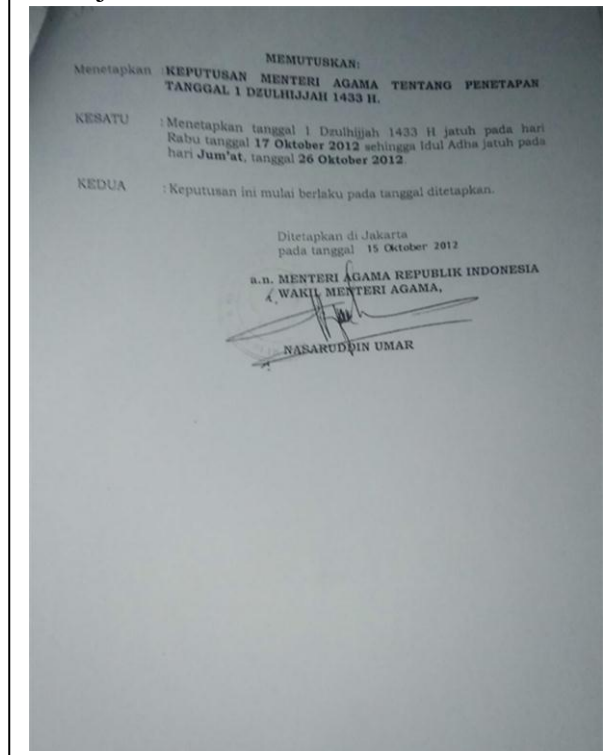 MEMUTUSKAN:
Menetapkan : KEPUTUSAN MENTERI AGAMA TENTANG PENETAPAN
TANGGAL 1 DZULHIJJAH 1433 H.
KESATU : Menetapkan tanggal 1 Dzulhijjah 1433 H jatuh pada hari
Rabu tanggal 17 Oktober 2012 sehingga Idul Adha jatuh pada
hari Jum'at, tanggal 26 Oktober 2012.
KEDUA : Keputusan ini mulai berlaku pada tanggal ditetapkan.
Ditetapkan di Jakarta
pada tanggal 15 Oktober 2012
a.n. MENTERI AGAMA REPUBLIK INDONESIA
WAKIL MENTERI AGAMA,
NASARUDDIN UMAR